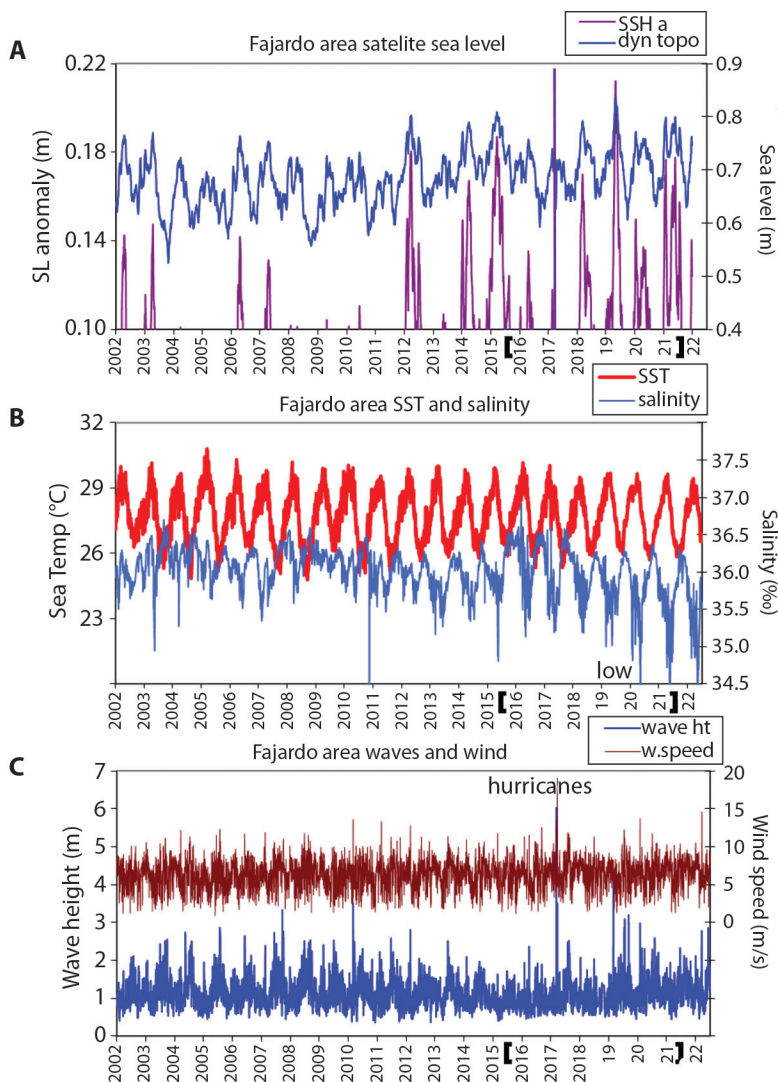 SSH a
dyn topo
A
Fajardo area satelite sea level
0.22
0.18
0.14
0.10
SL anomaly (m)
0.9
0.8
0.7
0.6
0.5
0.4
Sea level (m)
2002 2003 2004 2005 2006 2007 2008 2009 2010 2011 2012 2013 2014 2015 [ 2016 2017 2018 19 20 21 ] 22
SST
salinity
B
Fajardo area SST and salinity
32
29
26
23
Sea Temp (°C)
37.5
37.0
36.5
36.0
35.5
35.0
34.5
Salinity (‰)
low
2002 2003 2004 2005 2006 2007 2008 2009 2010 2011 2012 2013 2014 2015 [ 2016 2017 2018 19 20 21 ] 22
wave ht
w.speed
C
Fajardo area waves and wind
hurricanes
7
6
5
4
3
2
1
0
Wave height (m)
20
15
10
5
0
Wind speed (m/s)
2002 2003 2004 2005 2006 2007 2008 2009 2010 2011 2012 2013 2014 2015 [ 2016 2017 2018 19 20 21 } 22